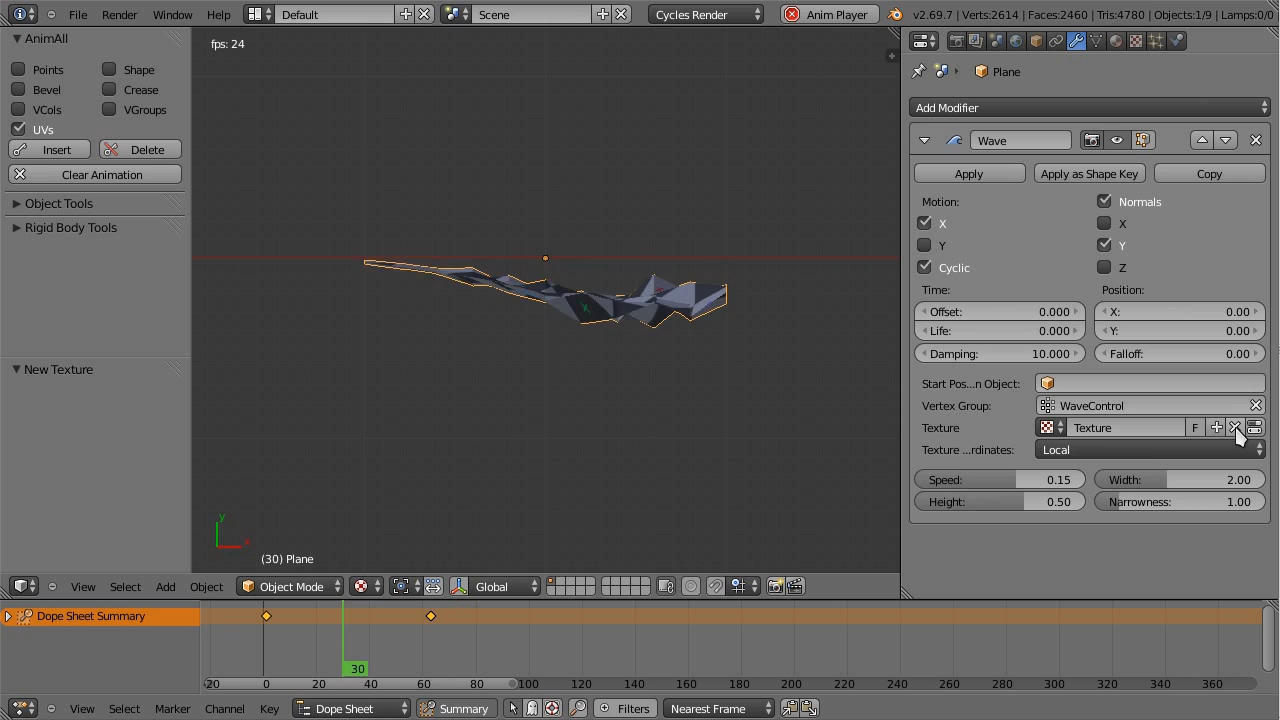 File Render Window Help Default Scene Cycles Render Anim Player v2.69.7 | Verts:2614 | Faces:2460 | Tris:4780 | Objects:1/9 | Lamps:0/0
AnimAll
Points Shape
Bevel Crease
VCols VGroups
UVs
Insert Delete
Clear Animation
Object Tools
Rigid Body Tools
New Texture
fps: 24
y
x
(30) Plane
View Select Add Object Object Mode Global
Plane
Add Modifier
Wave
Apply Apply as Shape Key Copy
Motion: Normals
X X
Y Y
Cyclic Z
Time: Position:
Offset: 0.000 X: 0.00
Life: 0.000 Y: 0.00
Damping: 10.000 Falloff: 0.00
Start Pos...n Object:
Vertex Group: WaveControl
Texture Texture F
Texture ...rdinates: Local
Speed: 0.15 Width: 2.00
Height: 0.50 Narrowness: 1.00
Dope Sheet Summary
30
-20 0 20 40 60 80 100 120 140 160 180 200 220 240 260 280 300 320 340 360
View Select Marker Channel Key Dope Sheet Summary Filters Nearest Frame